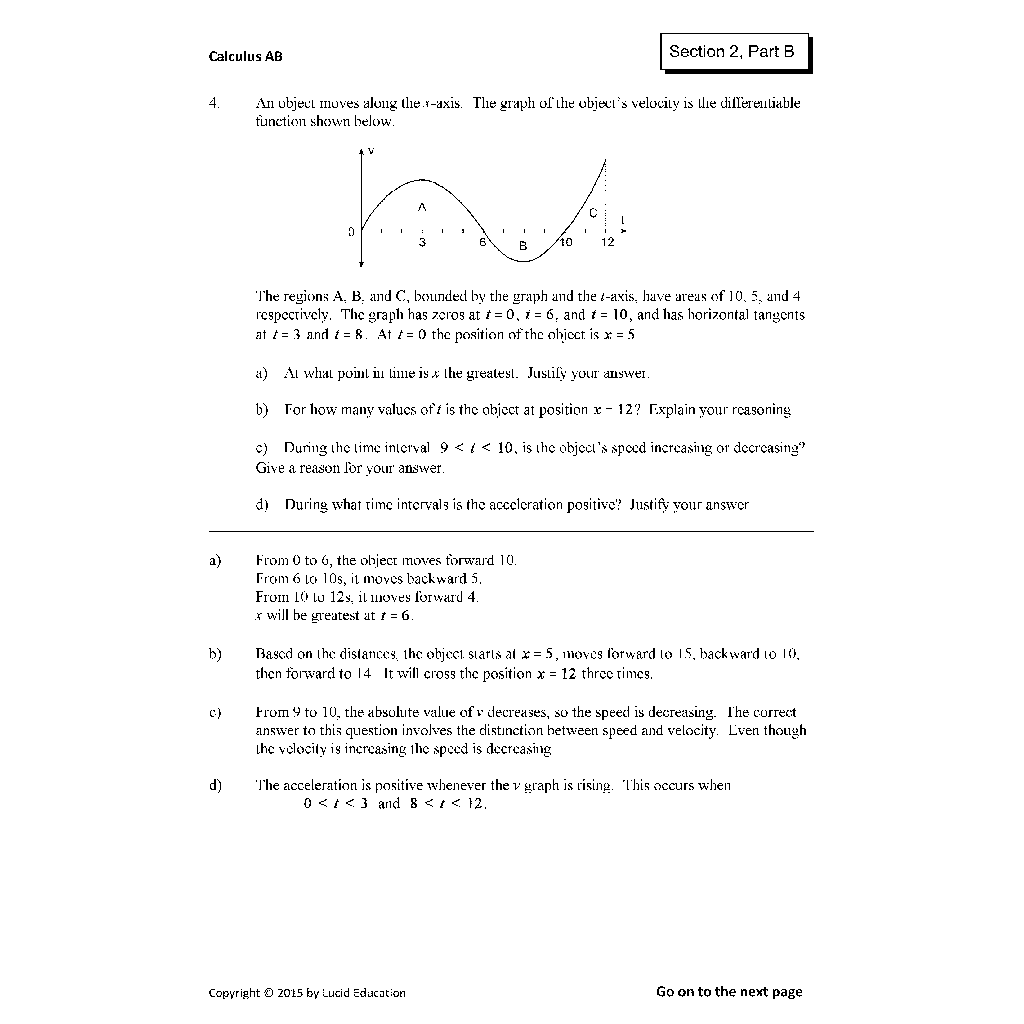 Calculus AB
Section 2, Part B
4. An object moves along the x-axis. The graph of the object's velocity is the differentiable
function shown below.
v
A
0
3
6
B
10
C
12
t
The regions A, B, and C, bounded by the graph and the t-axis, have areas of 10, 5, and 4
respectively. The graph has zeros at t = 0, t = 6, and t = 10, and has horizontal tangents
at t = 3 and t = 8. At t = 0 the position of the object is x = 5
a) At what point in time is x the greatest. Justify your answer.
b) For how many values of t is the object at position x = 12? Explain your reasoning
c) During the time interval 9 < t < 10, is the object's speed increasing or decreasing?
Give a reason for your answer.
d) During what time intervals is the acceleration positive? Justify your answer
a) From 0 to 6, the object moves forward 10.
From 6 to 10s, it moves backward 5.
From 10 to 12s, it moves forward 4.
x will be greatest at t = 6.
b) Based on the distances, the object starts at x = 5, moves forward to 15, backward to 10,
then forward to 14 It will cross the position x = 12 three times.
c) From 9 to 10, the absolute value of v decreases, so the speed is decreasing. The correct
answer to this question involves the distinction between speed and velocity. Even though
the velocity is increasing the speed is decreasing
d) The acceleration is positive whenever the v graph is rising. This occurs when
0 < t < 3 and 8 < t < 12.
Copyright © 2015 by Lucid Education
Go on to the next page